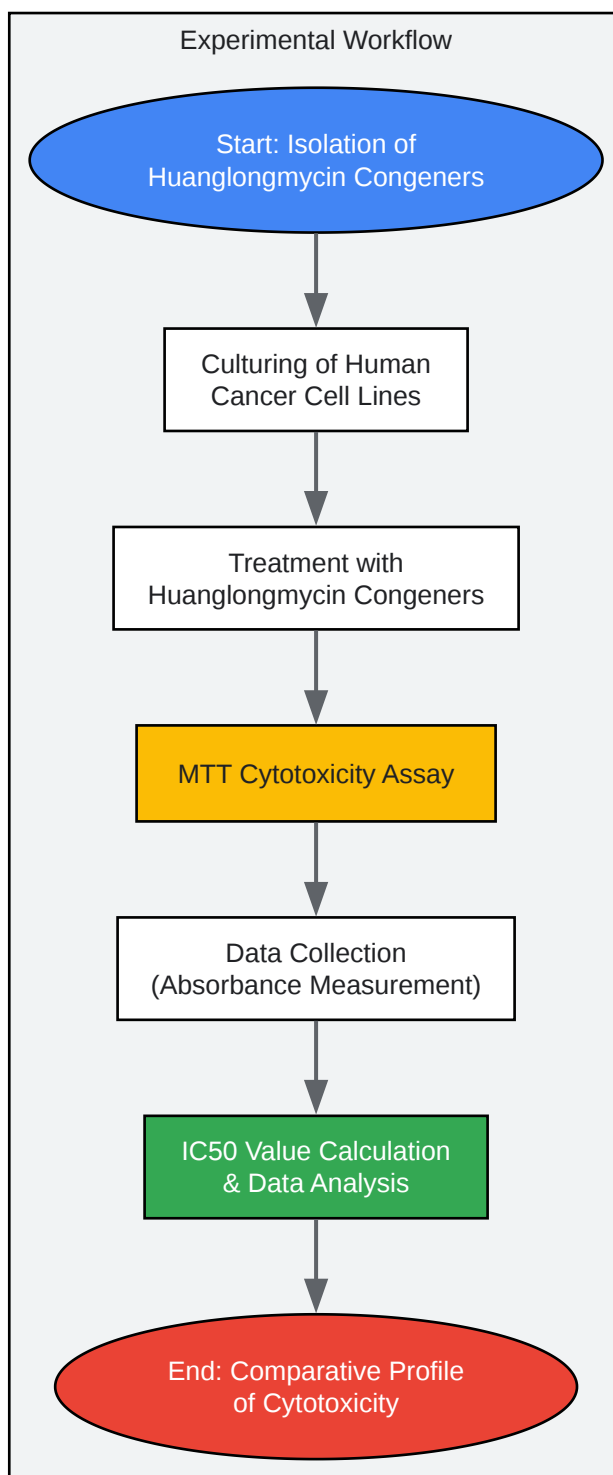 Experimental Workflow
Start: Isolation of
Huanglongmycin Congeners
Culturing of Human
Cancer Cell Lines
Treatment with
Huanglongmycin Congeners
MTT Cytotoxicity Assay
Data Collection
(Absorbance Measurement)
IC50 Value Calculation
& Data Analysis
End: Comparative Profile
of Cytotoxicity